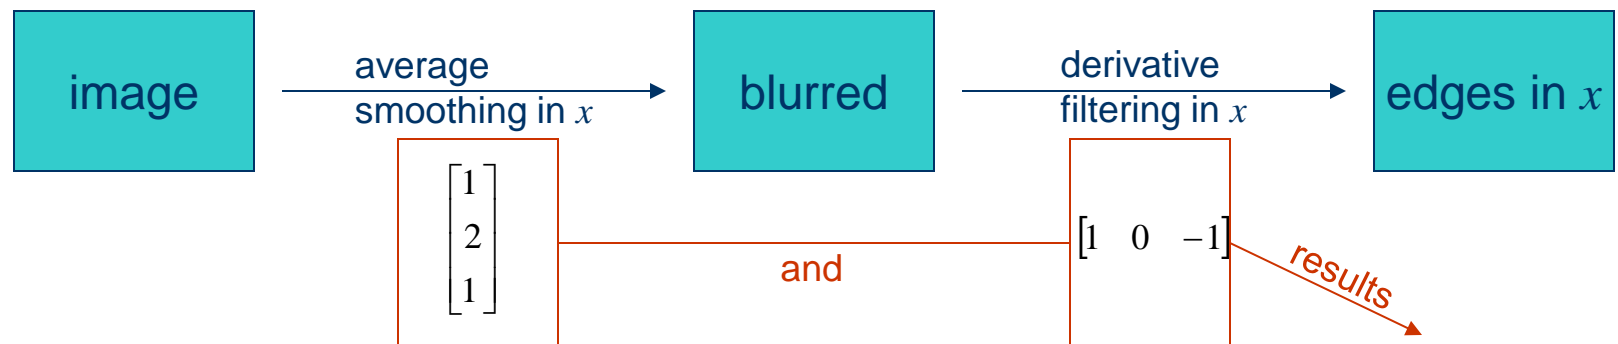 image
average
smoothing in x
blurred
derivative
filtering in x
edges in x
1
2
1
and
[1 0 −1]
results